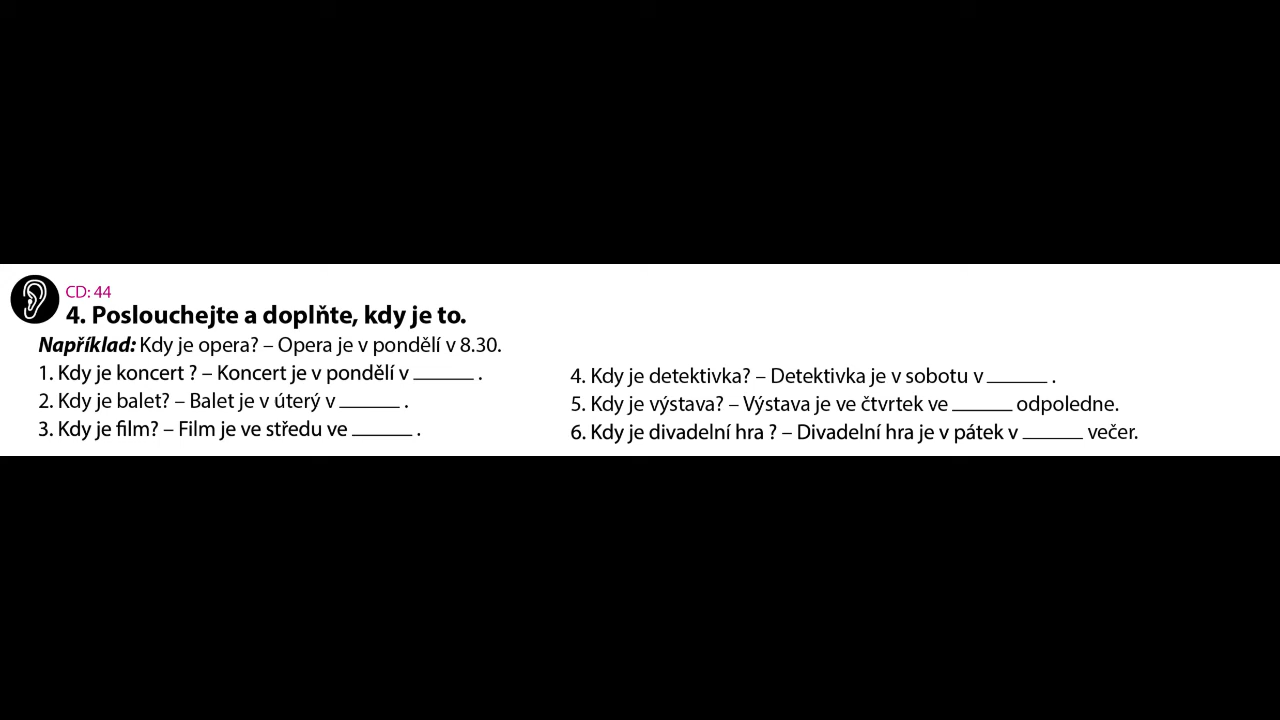 CD: 44
4. Poslouchejte a doplňte, kdy je to.
Například: Kdy je opera? – Opera je v pondělí v 8.30.
1. Kdy je koncert ? – Koncert je v pondělí v ______ .
2. Kdy je balet? – Balet je v úterý v ______ .
3. Kdy je film? – Film je ve středu ve ______ .
4. Kdy je detektivka? – Detektivka je v sobotu v ______ .
5. Kdy je výstava? – Výstava je ve čtvrtek ve ______ odpoledne.
6. Kdy je divadelní hra ? – Divadelní hra je v pátek v ______ večer.